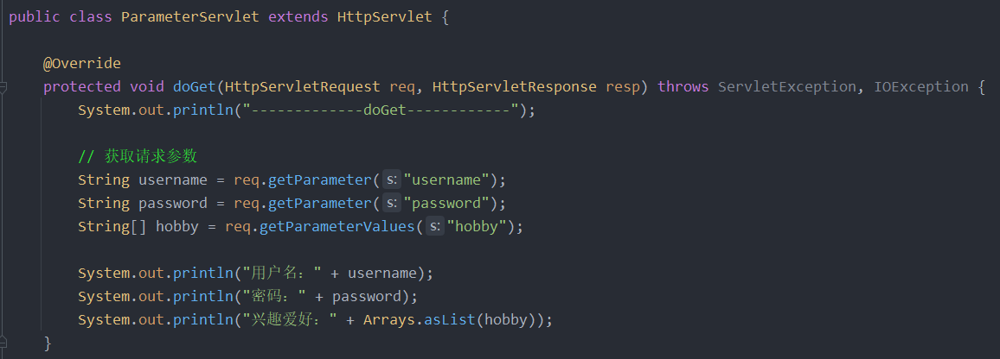 public class ParameterServlet extends HttpServlet {
@Override
protected void doGet(HttpServletRequest req, HttpServletResponse resp) throws ServletException, IOException {
System.out.println("-------------doGet------------");
// 获取请求参数
String username = req.getParameter( s: "username");
String password = req.getParameter( s: "password");
String[] hobby = req.getParameterValues( s: "hobby");
System.out.println("用户名：" + username);
System.out.println("密码：" + password);
System.out.println("兴趣爱好：" + Arrays.asList(hobby));
}